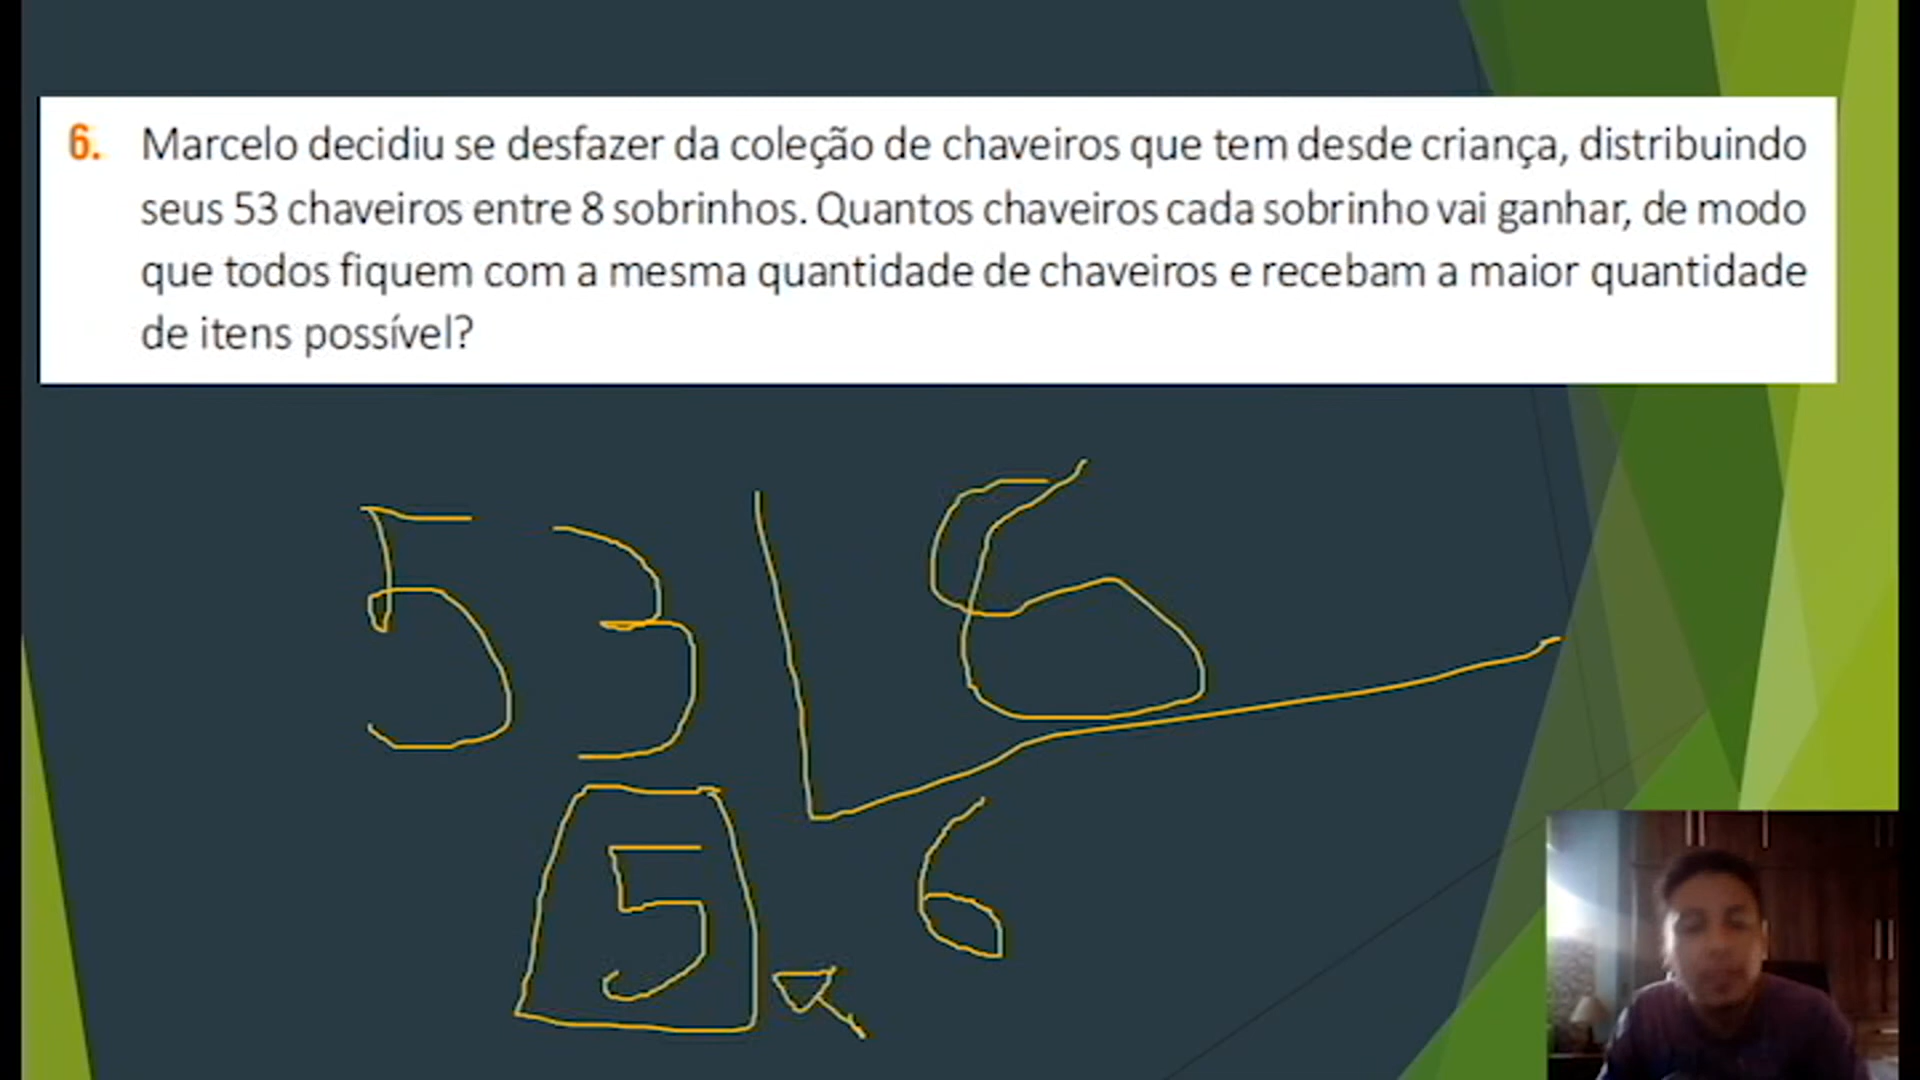 6. Marcelo decidiu se desfazer da coleção de chaveiros que tem desde criança, distribuindo
seus 53 chaveiros entre 8 sobrinhos. Quantos chaveiros cada sobrinho vai ganhar, de modo
que todos fiquem com a mesma quantidade de chaveiros e recebam a maior quantidade
de itens possível?
53 8
5 6